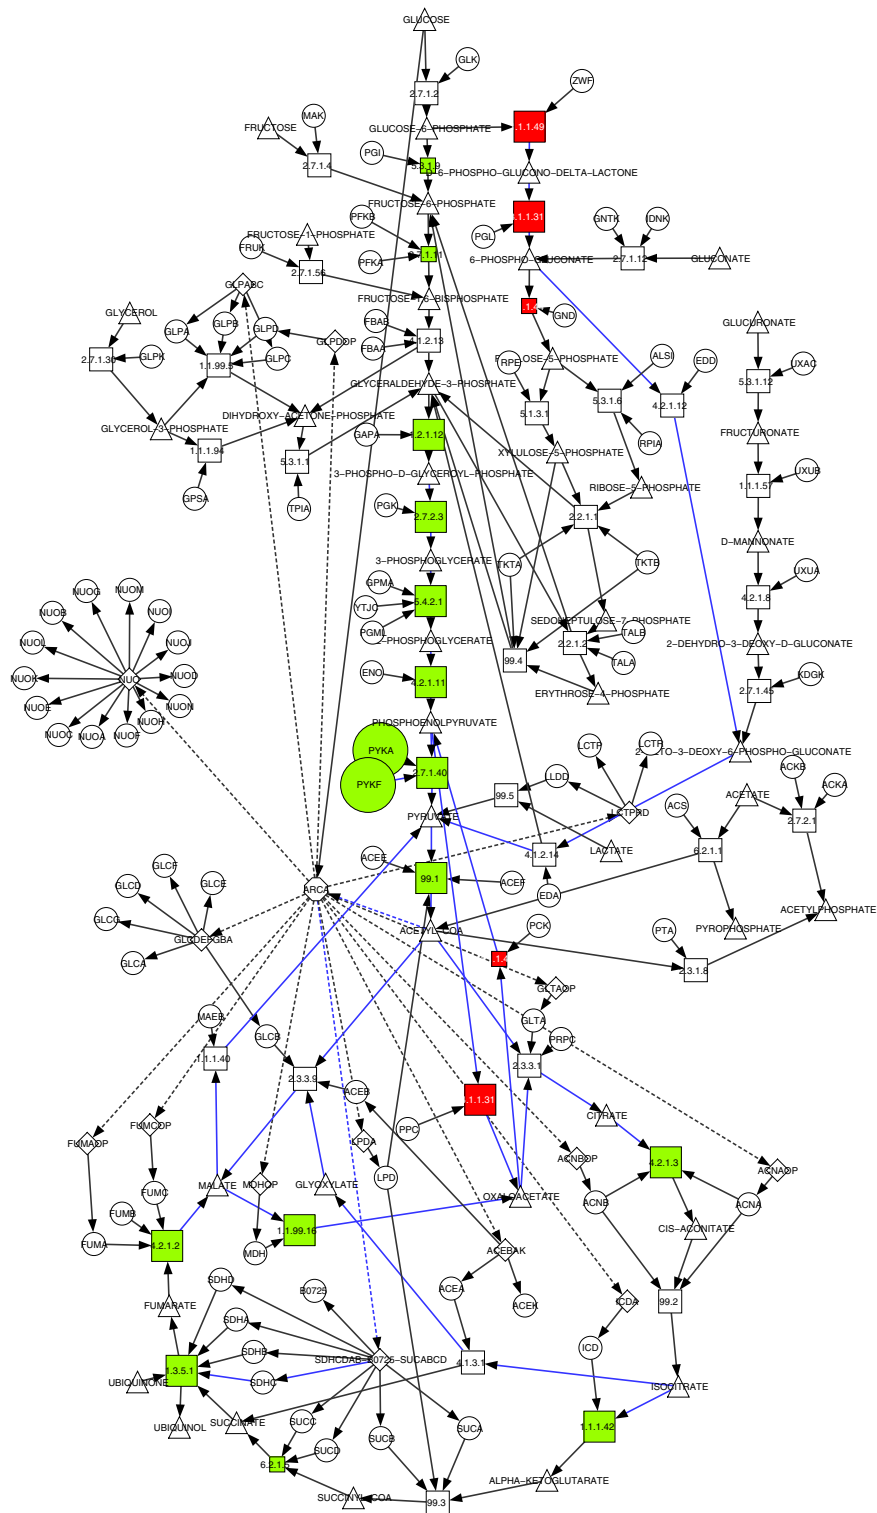 GLUCOSE
GLK
ZWF
2.7.1.2
MAK
FRUCTOSE
GLUCOSE-6-PHOSPHATE
.1.1.49
PGI
2.7.1.4
5.3.1.9
6-PHOSPHO-GLUCONO-DELTA-LACTONE
FRUCTOSE-6-PHOSPHATE
PFKB
GNTK
IDNK
PGL
.1.1.31
FRUCTOSE-1-PHOSPHATE
FRUK
PFKA
.7.1.11
6-PHOSPHO-GLUCONATE
2.7.1.12
GLUCONATE
2.7.1.56
GLPABC
FRUCTOSE-1,6-BISPHOSPHATE
GLYCEROL
GLPA
GLPB
GLPD
GND
FBAB
GLUCURONATE
GLPDOP
4.1.2.13
FBAA
GLPK
2.7.1.30
GLPC
1.1.99.5
RPE
ALSI
EDD
UXAC
5.3.1.12
GLYCERALDEHYDE-3-PHOSPHATE
5.3.1.6
4.2.1.12
DIHYDROXY-ACETONE-PHOSPHATE
5.1.3.1
GLYCEROL-3-PHOSPHATE
GAPA
1.2.1.12
FRUCTURONATE
RPIA
1.1.1.94
XYLULOSE-5-PHOSPHATE
5.3.1.1
3-PHOSPHO-D-GLYCEROYL-PHOSPHATE
UXUB
1.1.1.57
RIBOSE-5-PHOSPHATE
GPSA
TPIA
PGK
2.7.2.3
2.2.1.1
D-MANNONATE
3-PHOSPHOGLYCERATE
TKTA
TKTB
GPMA
UXUA
4.2.1.8
YTJC
5.4.2.1
PGML
SEDOHEPTULOSE-7-PHOSPHATE
TALB
2-PHOSPHOGLYCERATE
2.2.1.2
2-DEHYDRO-3-DEOXY-D-GLUCONATE
99.4
TALA
ENO
4.2.1.11
KDGK
2.7.1.45
ERYTHROSE-4-PHOSPHATE
NUOG
NUOM
NUOB
NUOI
NUOL
NUOJ
NUOK
NUO
NUOD
NUOE
NUON
NUOC
NUOA
NUOF
NUOH
PHOSPHOENOLPYRUVATE
PYKA
PYKF
2.7.1.40
LCTP
LCTR
LLDD
ACKB
ACKA
99.5
ACETATE
ACS
LCTPRD
PYRUVATE
2.7.2.1
6.2.1.1
4.1.2.14
LACTATE
ACEE
GLCF
GLCE
GLCD
99.1
ACEF
ARCA
EDA
GLCG
ACETYLPHOSPHATE
PYROPHOSPHATE
ACETYL-COA
PCK
PTA
GLCDEFGBA
GLCA
2.3.1.8
GLTAOP
MAEB
GLTA
GLCB
PRPC
1.1.1.40
2.3.3.1
2.3.3.9
ACEB
.1.1.31
CITRATE
PPC
FUMAOP
FUMCOP
LPDA
ACNBOP
4.2.1.3
ACNAOP
LPD
MALATE
MDHOP
GLYOXYLATE
OXALOACETATE
FUMC
ACNB
ACNA
FUMB
FUMA
4.2.1.2
1.1.99.16
CIS-ACONITATE
MDH
ACEBAK
SDHD
B0725
ACEA
ACEK
ICDA
99.2
FUMARATE
SDHA
SDHB
ICD
SDHCDAB-B0725-SUCABCD
4.1.3.1
1.3.5.1
UBIQUINONE
SDHC
ISOCITRATE
UBIQUINOL
SUCCINATE
SUCC
SUCD
SUCB
SUCA
1.1.1.42
6.2.1.5
ALPHA-KETOGLUTARATE
SUCCINYL-COA
99.3